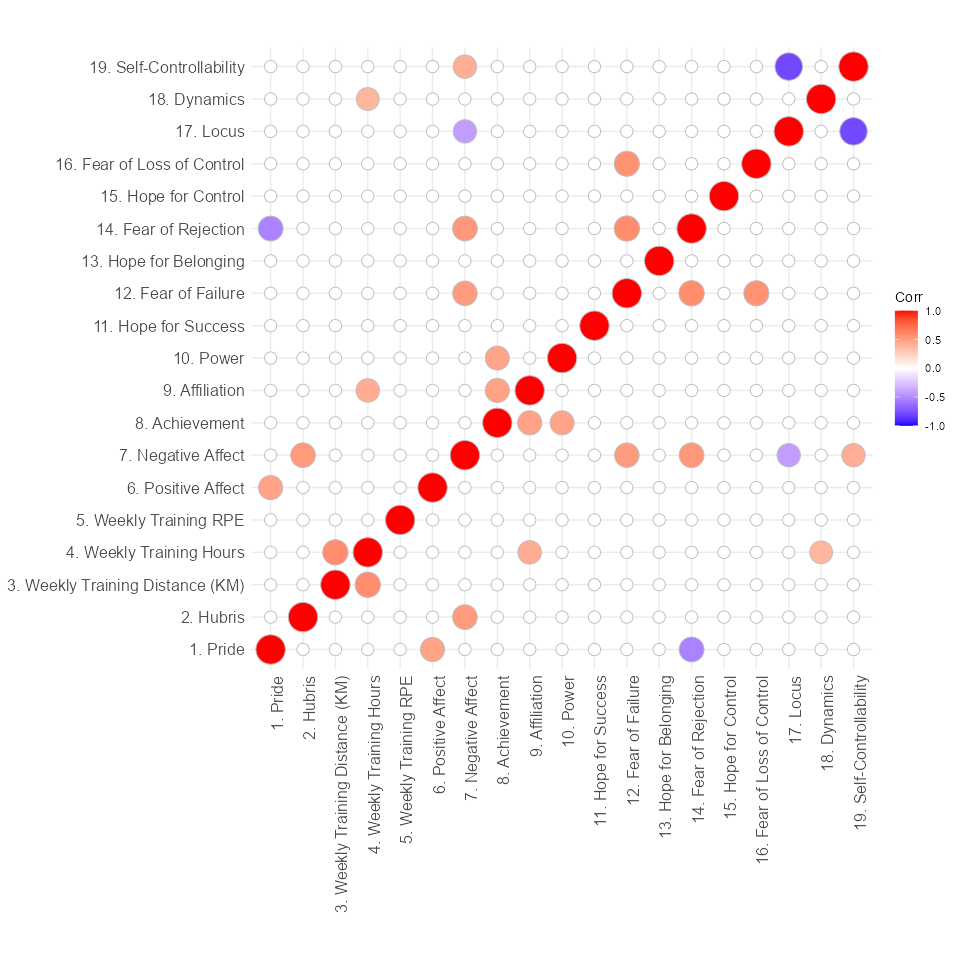 19. Self-Controllability
18. Dynamics
17. Locus
16. Fear of Loss of Control
15. Hope for Control
14. Fear of Rejection
13. Hope for Belonging
12. Fear of Failure
11. Hope for Success
10. Power
9. Affiliation
8. Achievement
7. Negative Affect
6. Positive Affect
5. Weekly Training RPE
4. Weekly Training Hours
3. Weekly Training Distance (KM)
2. Hubris
1. Pride
1. Pride
2. Hubris
3. Weekly Training Distance (KM)
4. Weekly Training Hours
5. Weekly Training RPE
6. Positive Affect
7. Negative Affect
8. Achievement
9. Affiliation
10. Power
11. Hope for Success
12. Fear of Failure
13. Hope for Belonging
14. Fear of Rejection
15. Hope for Control
16. Fear of Loss of Control
17. Locus
18. Dynamics
19. Self-Controllability
Corr
1.0
0.5
0.0
-0.5
-1.0